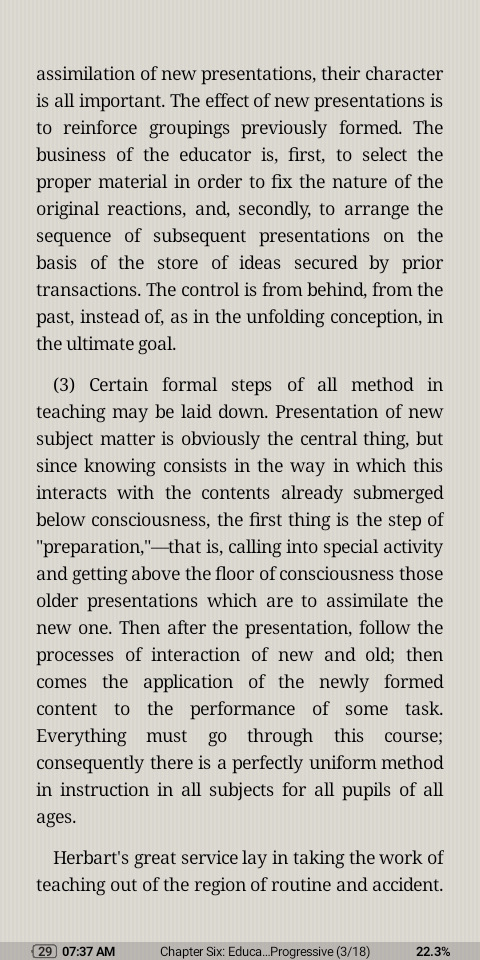 assimilation of new presentations, their character
is all important. The effect of new presentations is
to reinforce groupings previously formed. The
business of the educator is, first, to select the
proper material in order to fix the nature of the
original reactions, and, secondly, to arrange the
sequence of subsequent presentations on the
basis of the store of ideas secured by prior
transactions. The control is from behind, from the
past, instead of, as in the unfolding conception, in
the ultimate goal.
(3) Certain formal steps of all method in
teaching may be laid down. Presentation of new
subject matter is obviously the central thing, but
since knowing consists in the way in which this
interacts with the contents already submerged
below consciousness, the first thing is the step of
"preparation,"—that is, calling into special activity
and getting above the floor of consciousness those
older presentations which are to assimilate the
new one. Then after the presentation, follow the
processes of interaction of new and old; then
comes the application of the newly formed
content to the performance of some task.
Everything must go through this course;
consequently there is a perfectly uniform method
in instruction in all subjects for all pupils of all
ages.
Herbart's great service lay in taking the work of
teaching out of the region of routine and accident.
29 07:37 AM Chapter Six: Educa...Progressive (3/18) 22.3%